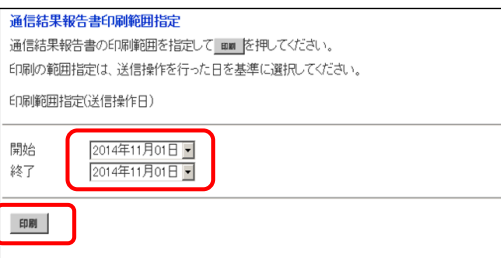 通信結果報告書印刷範囲指定
通信結果報告書の印刷範囲を指定して 印刷 を押してください。
印刷の範囲指定は、送信操作を行った日を基準に選択してください。
印刷範囲指定(送信操作日)
開始 2014年11月01日
終了 2014年11月01日
印刷